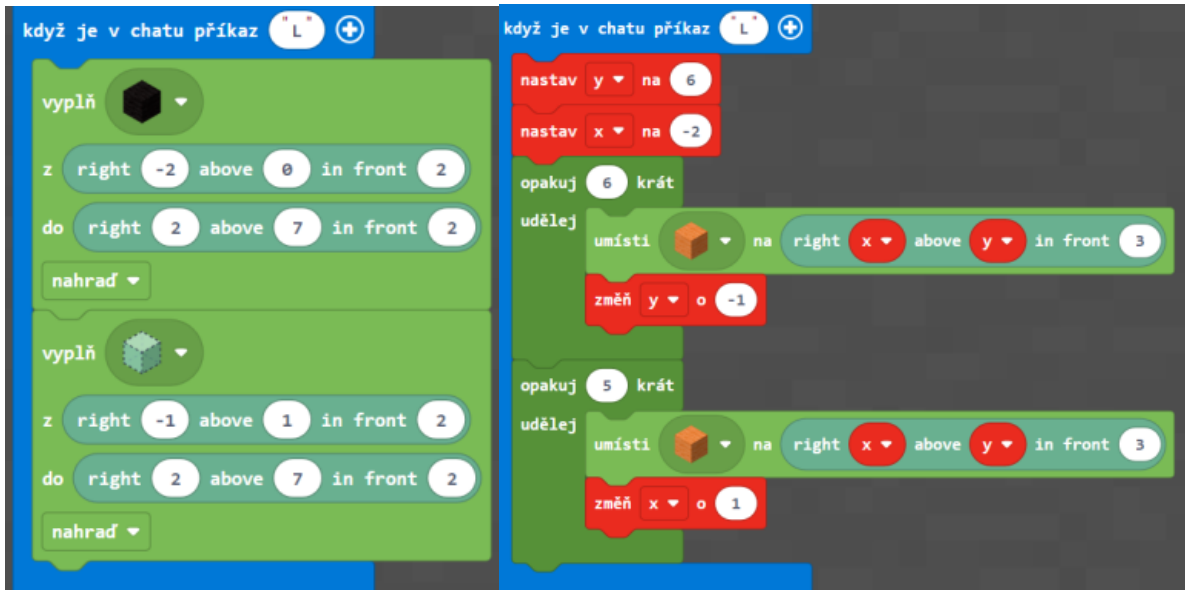 když je v chatu příkaz "L"
vyplň
z right -2 above 0 in front 2
do right 2 above 7 in front 2
nahraď
vyplň
z right -1 above 1 in front 2
do right 2 above 7 in front 2
nahraď
když je v chatu příkaz "L"
nastav y na 6
nastav x na -2
opakuj 6 krát
udělej
umísti na right x above y in front 3
změň y o -1
opakuj 5 krát
udělej
umísti na right x above y in front 3
změň x o 1